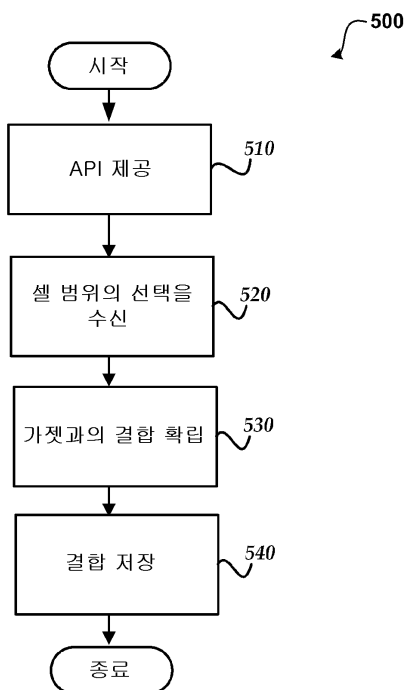 500
시작
API 제공
510
셀 범위의 선택을
수신
520
가젯과의 결합 확립
530
결합 저장
540
종료